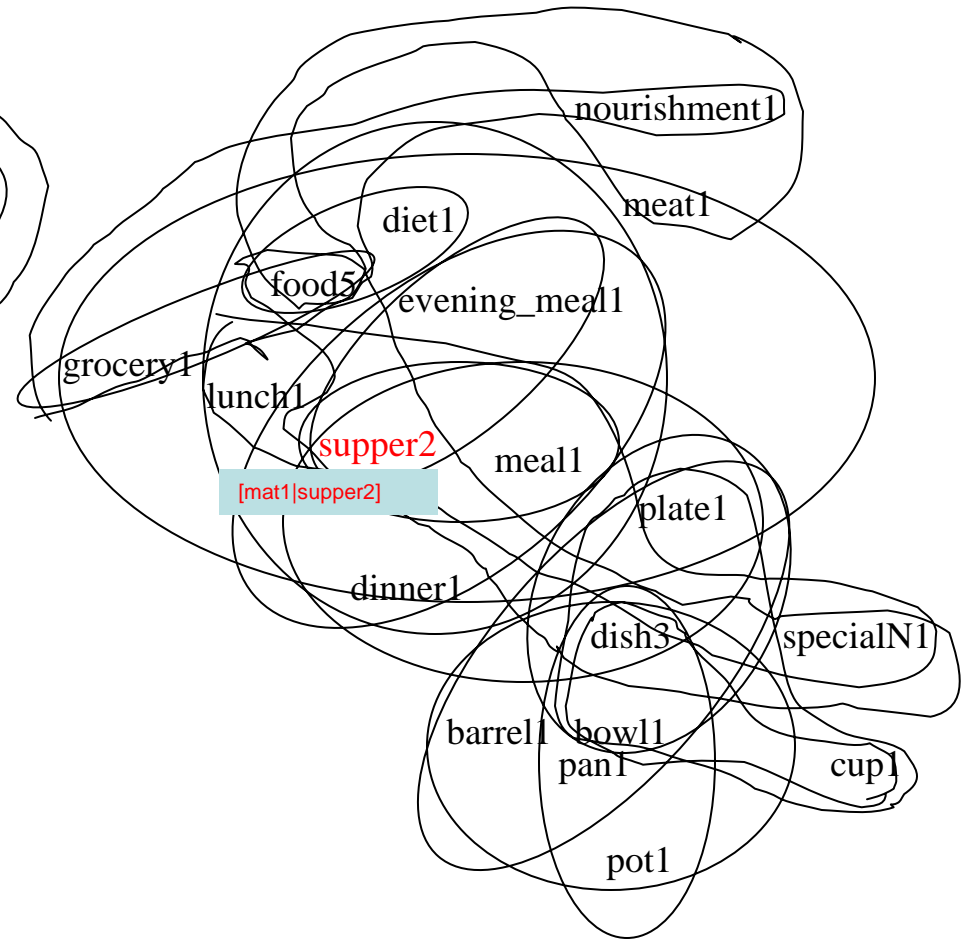 nourishment1
meat1
diet1
food5
evening_meal1
grocery1
lunch1
supper2
meal1
[mat1|supper2]
plate1
dinner1
dish3
specialN1
barrel1
bowl1
pan1
cup1
pot1